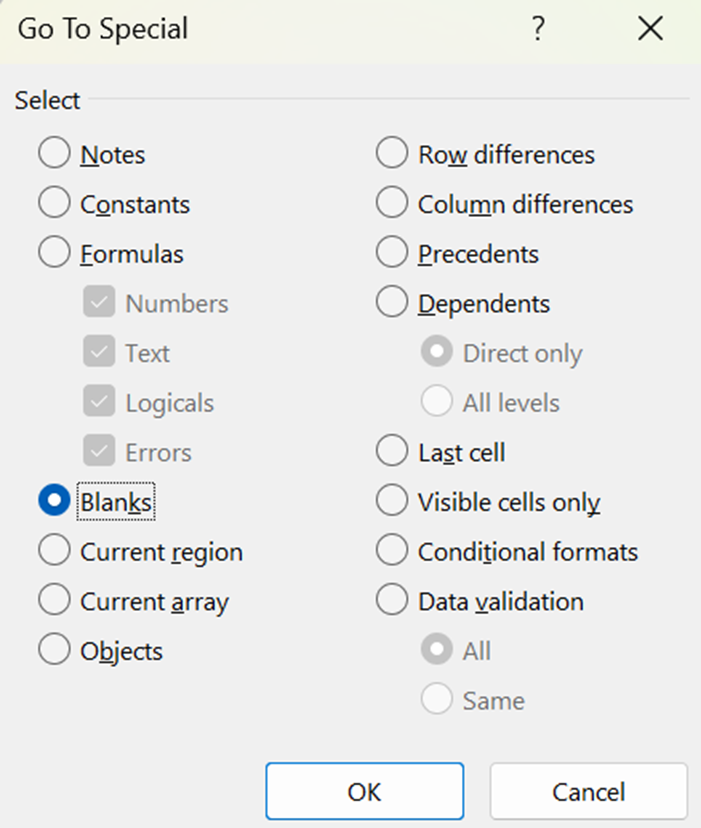 Go To Special
?
Select
Notes
Constants
Formulas
Numbers
Text
Logicals
Errors
Blanks
Current region
Current array
Objects
Row differences
Column differences
Precedents
Dependents
Direct only
All levels
Last cell
Visible cells only
Conditional formats
Data validation
All
Same
OK
Cancel